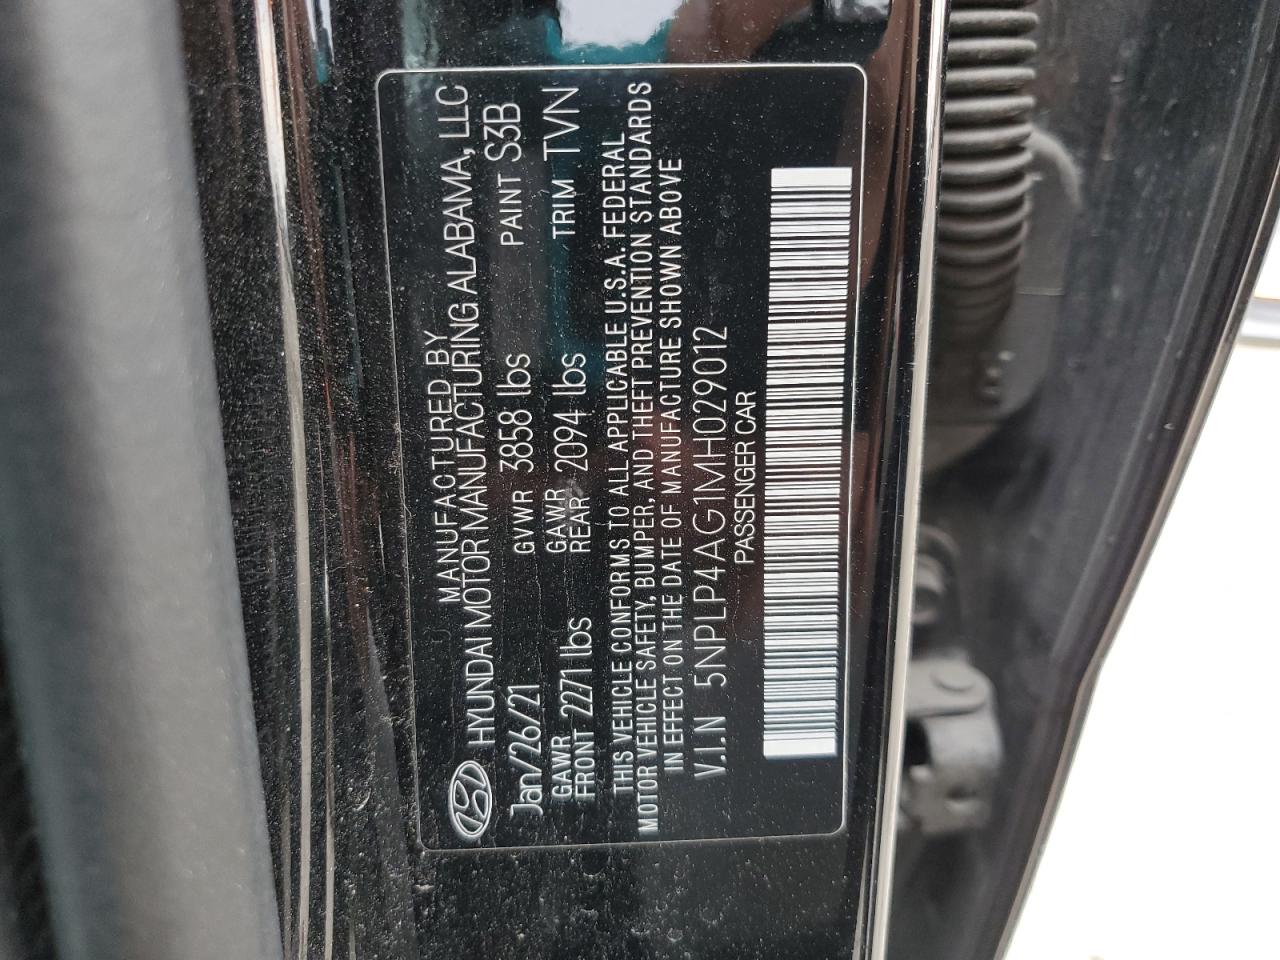 MANUFACTURED BY
HYUNDAI MOTOR MANUFACTURING ALABAMA, LLC
Jan/26/21 GVWR 3858 lbs PAINT S3B
GAWR FRONT 2271 lbs GAWR REAR 2094 lbs TRIM TVN
THIS VEHICLE CONFORMS TO ALL APPLICABLE U.S.A. FEDERAL
MOTOR VEHICLE SAFETY, BUMPER, AND THEFT PREVENTION STANDARDS
IN EFFECT ON THE DATE OF MANUFACTURE SHOWN ABOVE
V.I.N 5NPLP4AG1MH029012
PASSENGER CAR